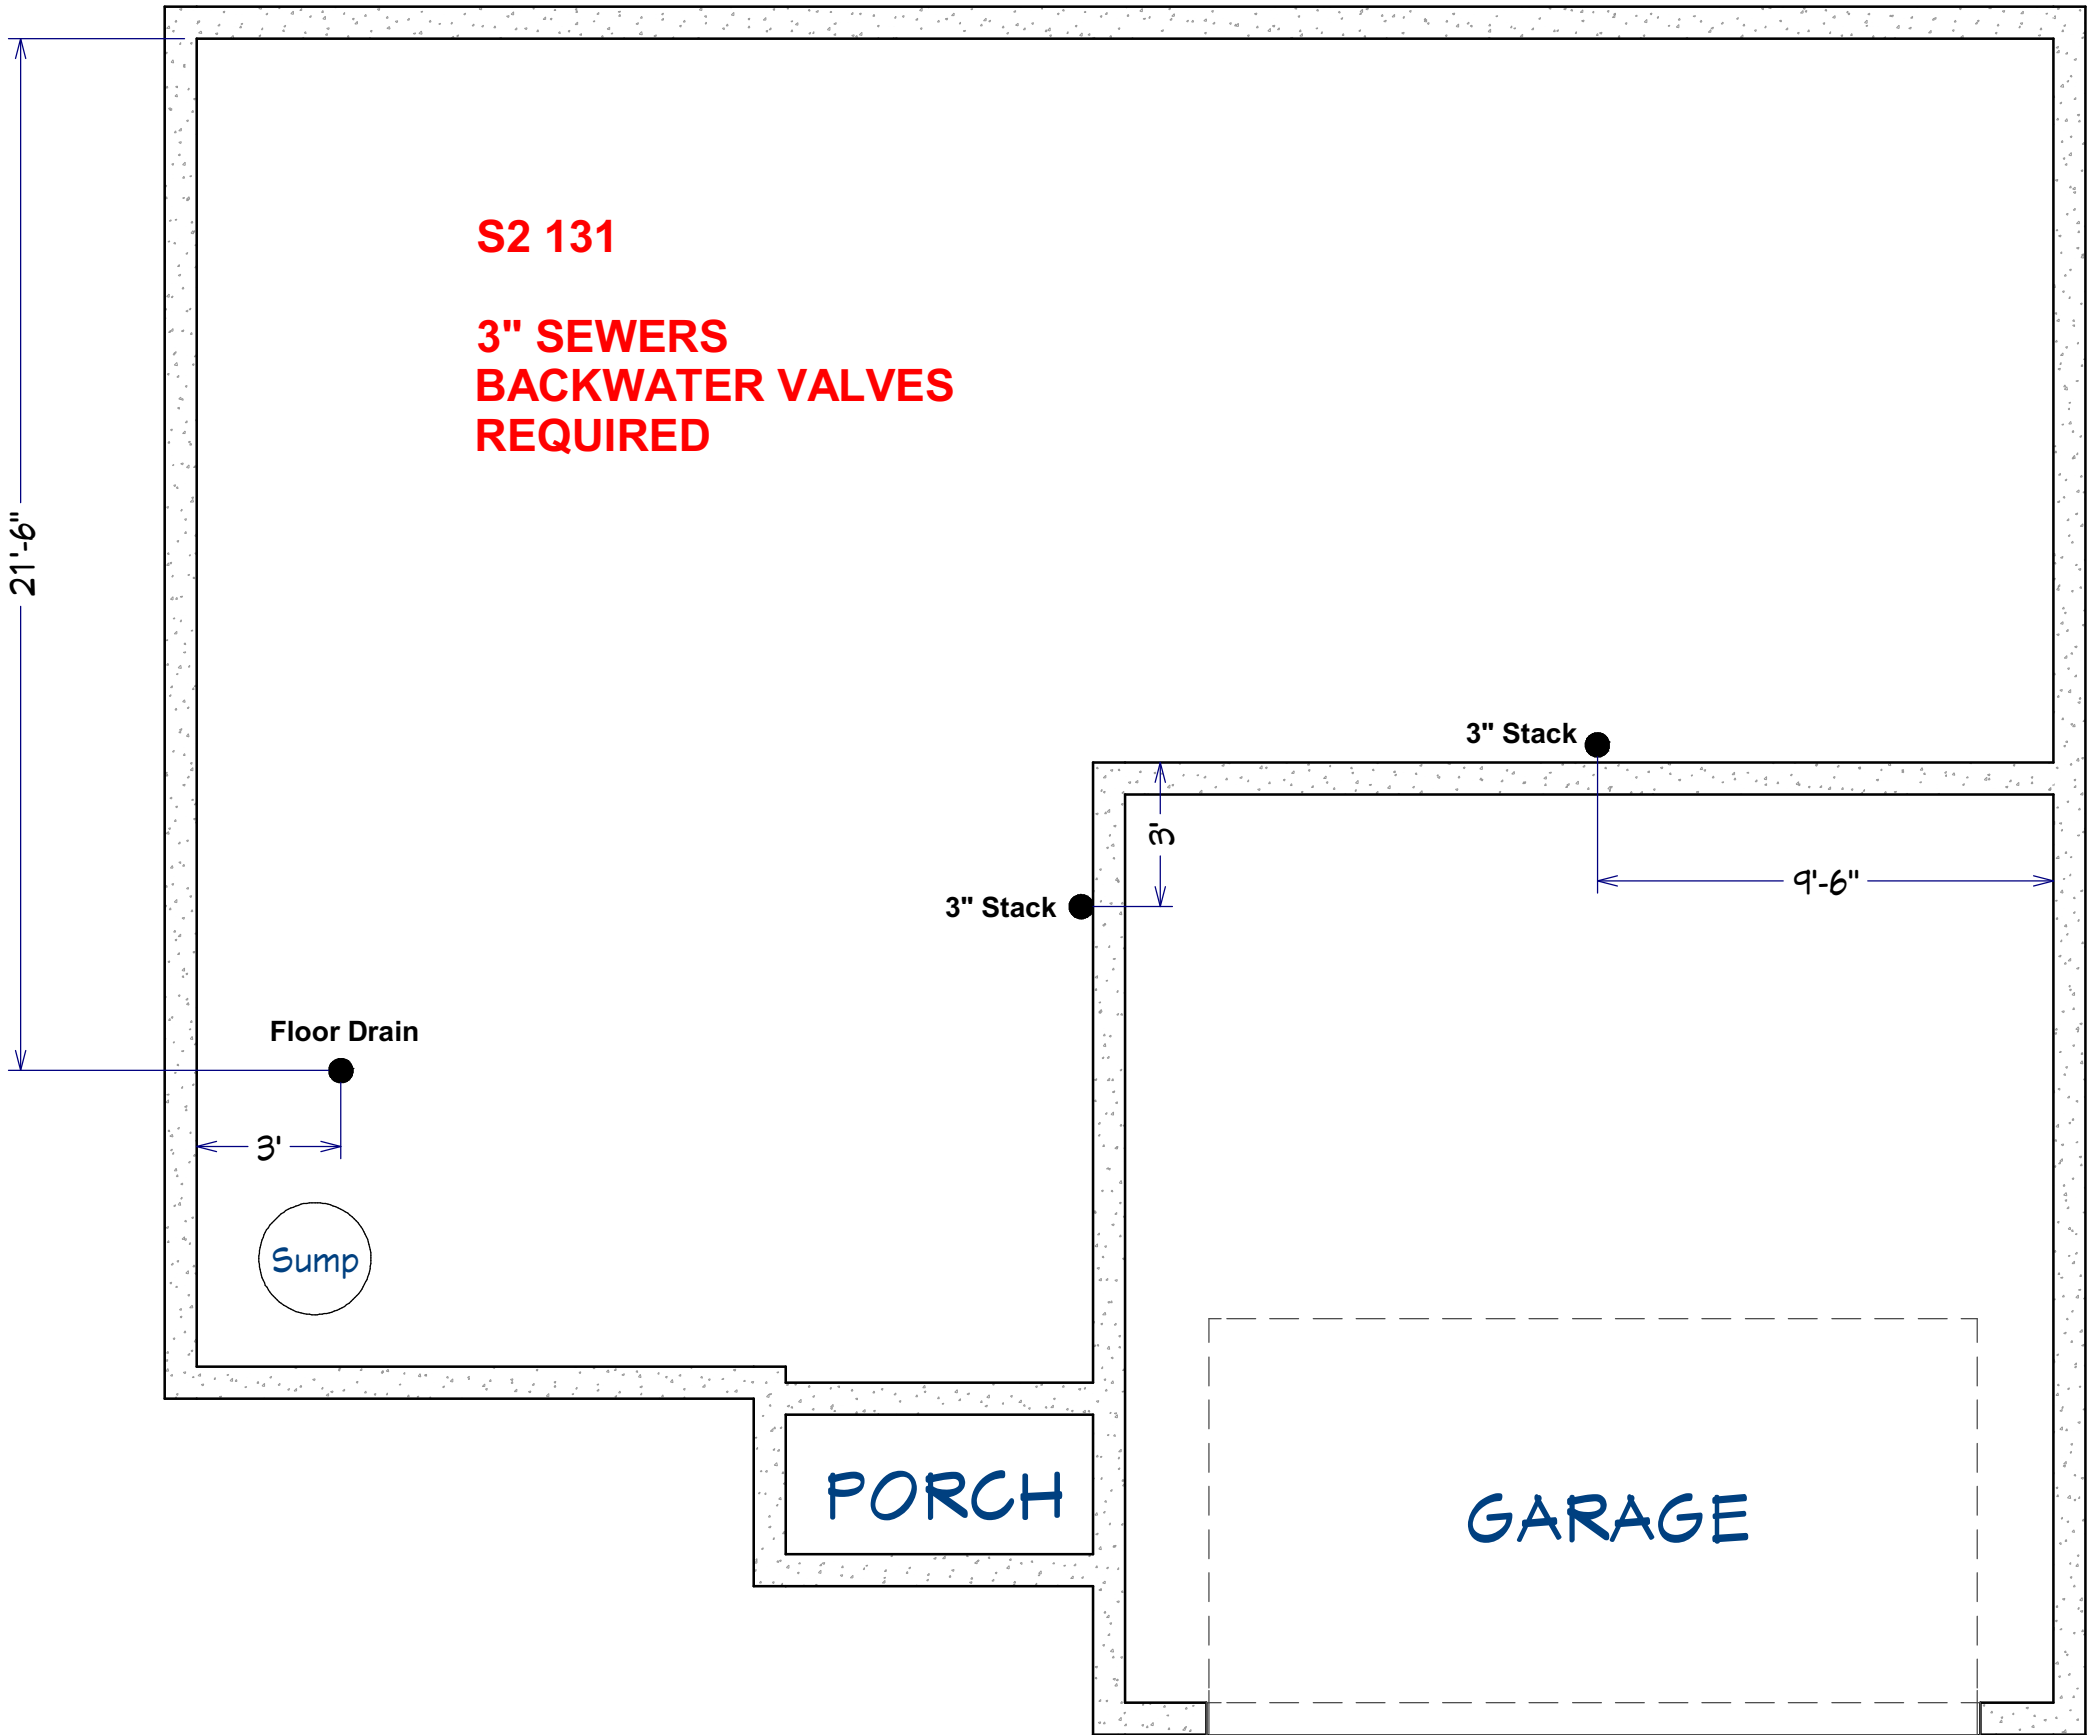 S2 131
3" SEWERS
BACKWATER VALVES
REQUIRED
21'-6"
3" Stack
3'
9'-6"
3" Stack
Floor Drain
3'
Sump
PORCH
GARAGE